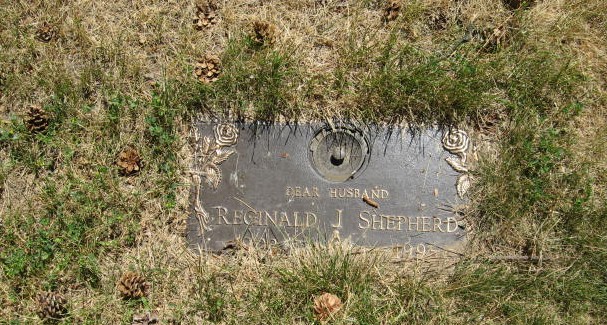 DEAR HUSBAND
REGINALD J SHEPHERD